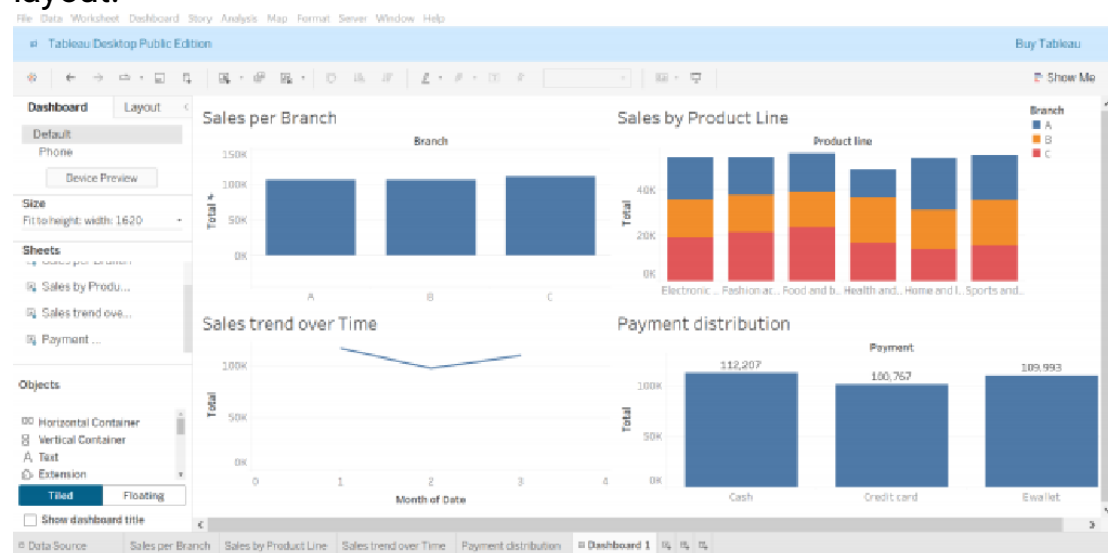 layout.
File Data Worksheet Dashboard Story Analysis Map Format Server Window Help
Tableau Desktop Public Edition
Buy Tableau
Show Me
Dashboard Layout
Default
Phone
Device Preview
Size
Fit to height: width: 1620
Sheets
Sales per Branch
Sales by Produ...
Sales trend ove...
Payment ...
Objects
Horizontal Container
Vertical Container
A Text
Extension
Tiled Floating
Show dashboard title
Sales per Branch
Branch
150K
100K
50K
0K
Total
A B C
Sales by Product Line
Product line
40K
20K
0K
Total
Electronic .. Fashion ac.. Food and b.. Health and.. Home and l.. Sports and..
Branch
A
B
C
Sales trend over Time
100K
50K
0K
Total
0 1 2 3 4
Month of Date
Payment distribution
Payment
112,207 100,767 109,993
100K
50K
0K
Total
Cash Credit card Ewallet
Data Source Sales per Branch Sales by Product Line Sales trend over Time Payment distribution Dashboard 1